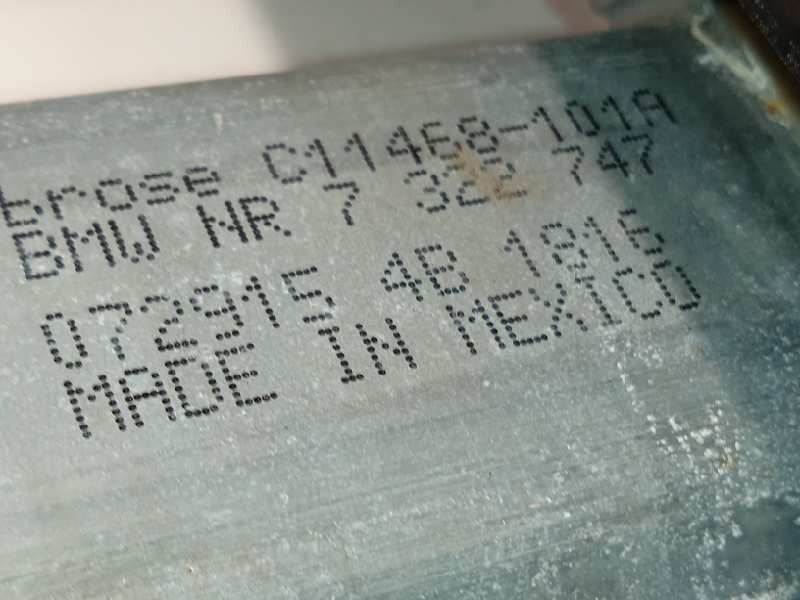 brose C11468-101A
BMW NR 7 322 747
072915 4B 1816
MADE IN MEXICO